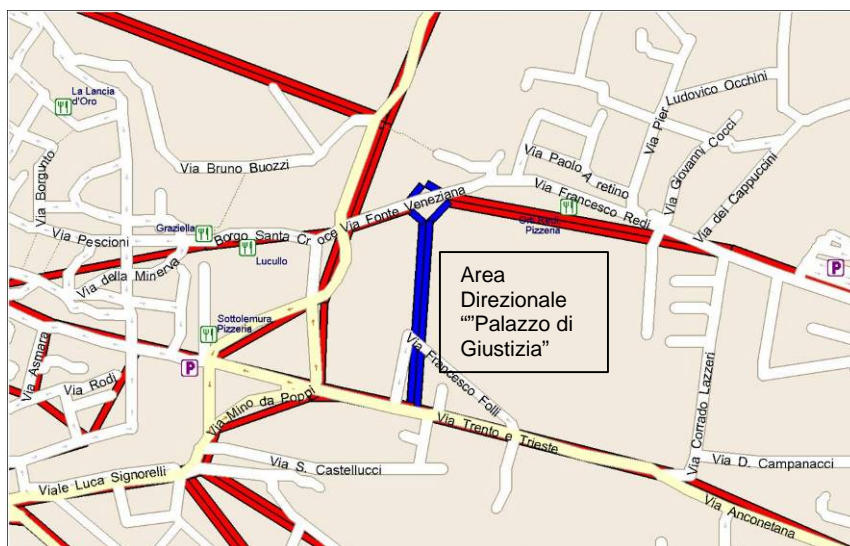 La Lancia
d'Oro
Via Borgunto
Via Bruno Buozzi
Via Pier
Ludovico Occhini
Via Giovanni Cocci
Via dei Cappuccini
Via Paolo Aretino
Via Francesco Redi
Pizzeria
Via Fonte Veneziana
Graziella
Borgo Santa Croce
Lucullo
Via Pescioni
Via della Minerva
P
Area
Direzionale
“”Palazzo di
Giustizia”
Sottolemura
Pizzeria
P
Via Asmara
Via Rodi
Via Mino da Poppi
Via Francesco Folli
Via Trento e Trieste
Via Corrado Lazzeri
Via S. Castellucci
Via D. Campanacci
Viale Luca Signorelli
Via Anconetana